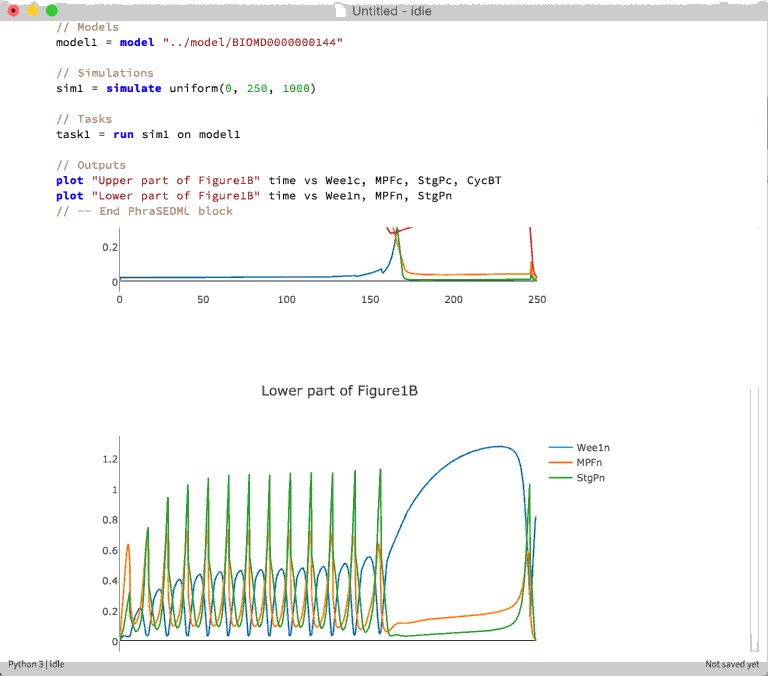 Untitled - idle
// Models
model1 = model "../model/BIOMD0000000144"
// Simulations
sim1 = simulate uniform(0, 250, 1000)
// Tasks
task1 = run sim1 on model1
// Outputs
plot "Upper part of Figure1B" time vs Wee1c, MPFc, StgPc, CycBT
plot "Lower part of Figure1B" time vs Wee1n, MPFn, StgPn
// -- End PhraSEDML block
0.2
0
0 50 100 150 200 250
Lower part of Figure1B
1.2
1
0.8
0.6
0.4
0.2
0
Wee1n
MPFn
StgPn
Python 3 | idle
Not saved yet